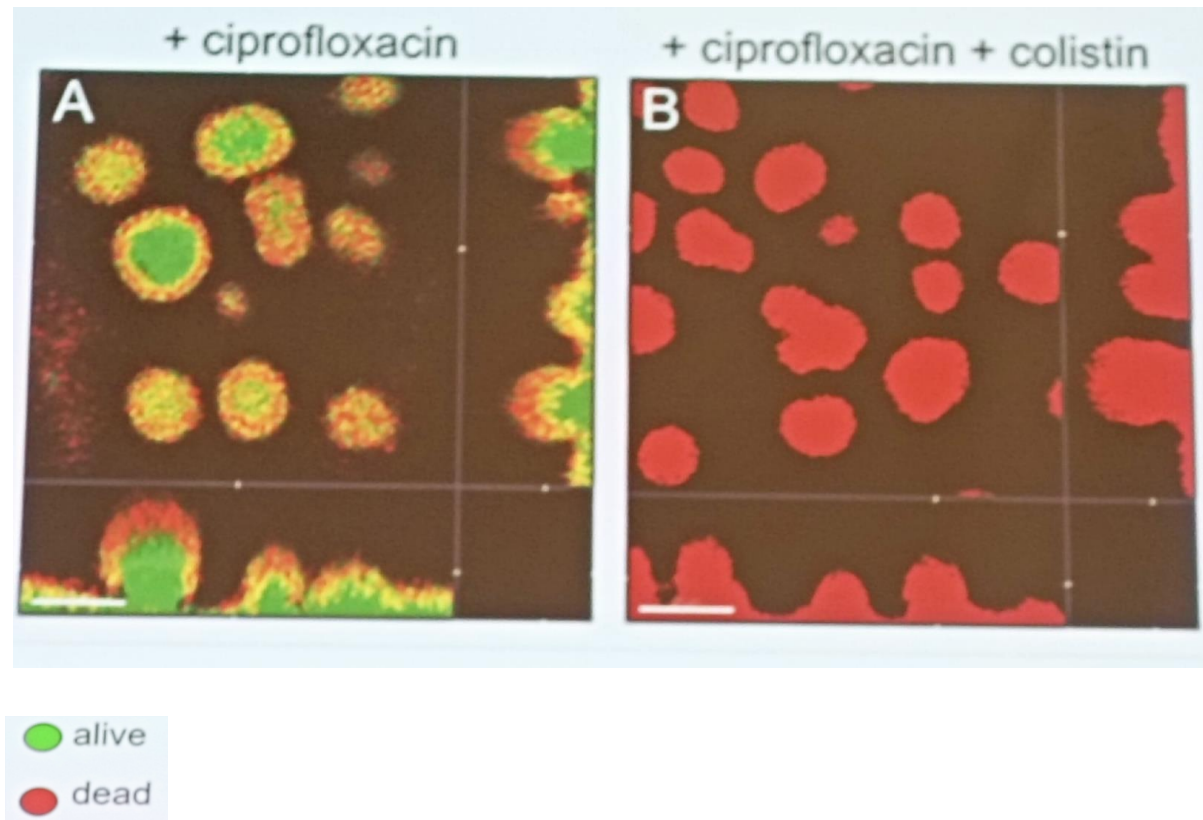 + ciprofloxacin
+ ciprofloxacin + colistin
A
B
alive
dead